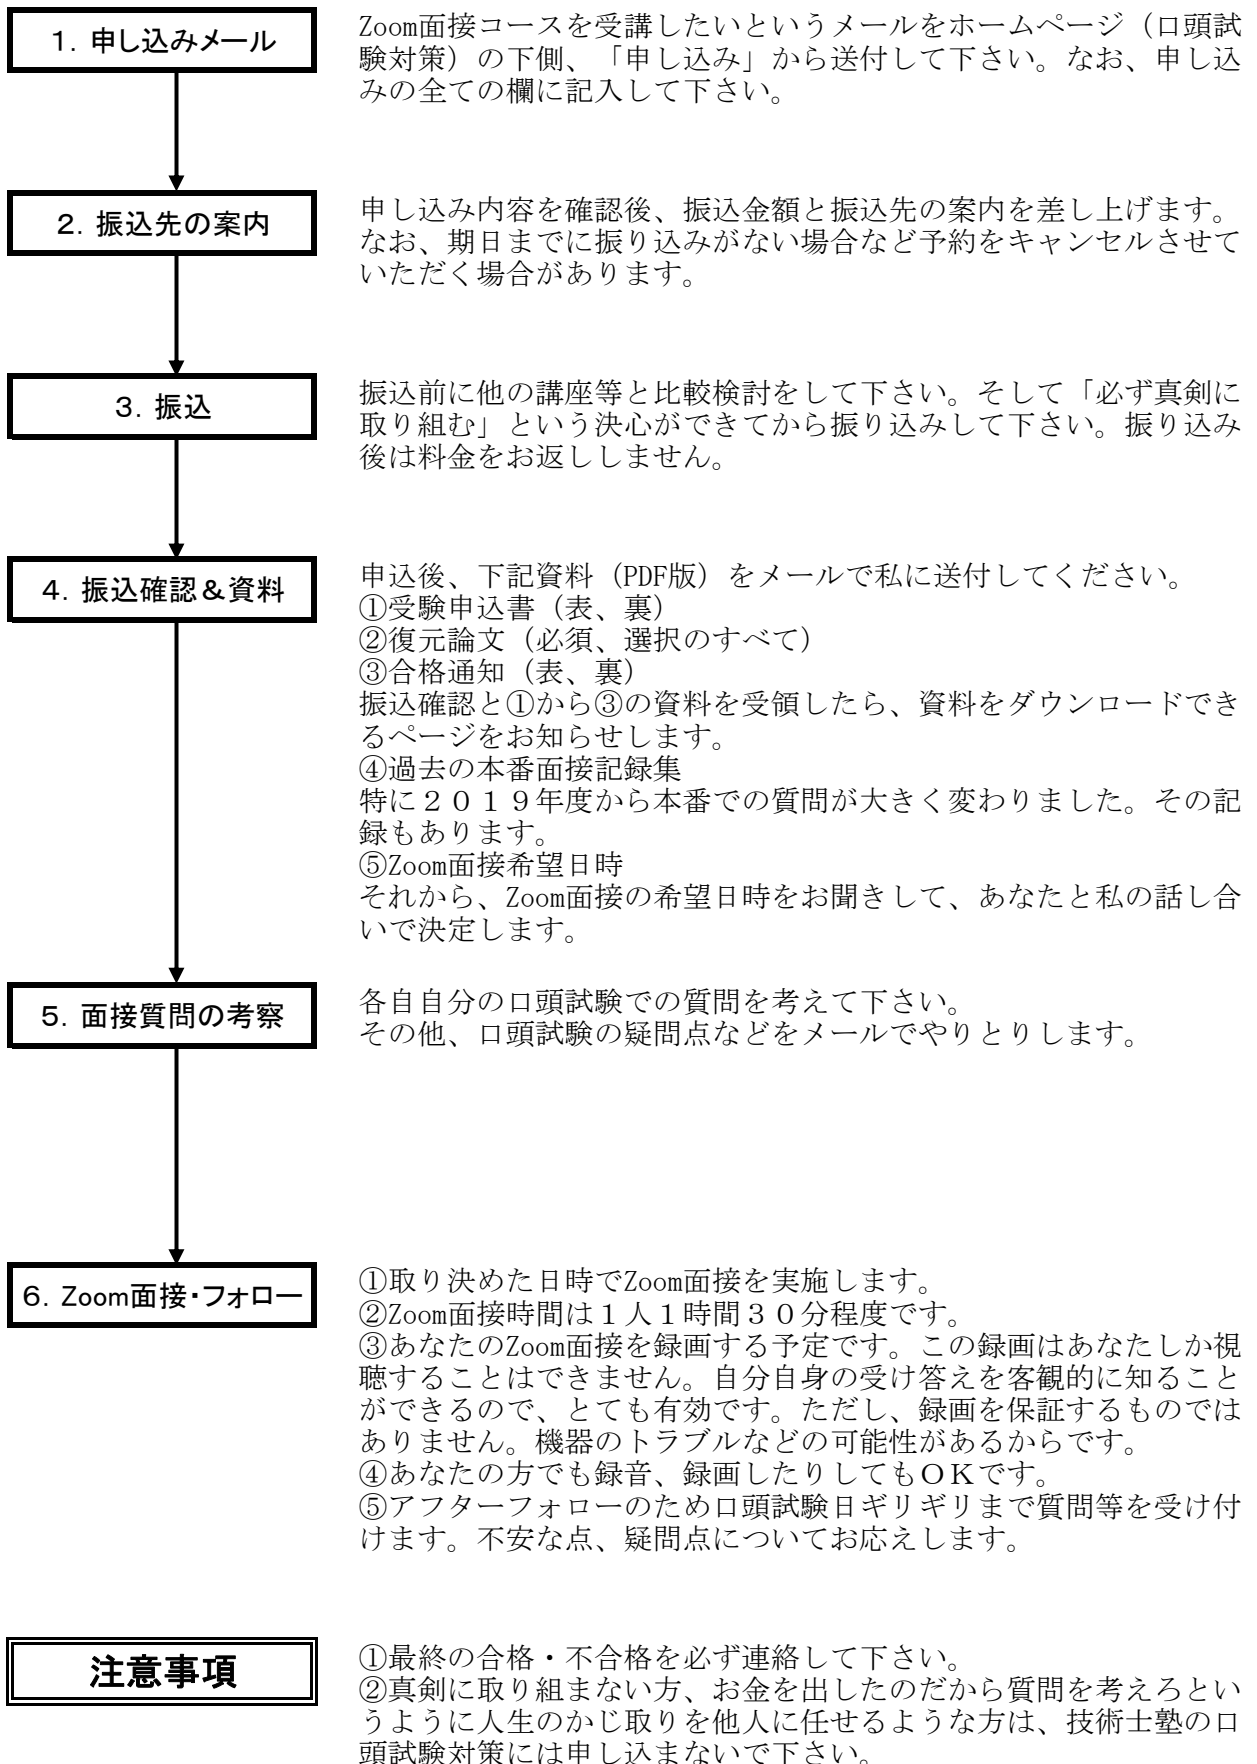 1. 申し込みメール
Zoom面接コースを受講したいというメールをホームページ（口頭試
験対策）の下側、「申し込み」から送付して下さい。なお、申し込
みの全ての欄に記入して下さい。
2. 振込先の案内
申し込み内容を確認後、振込金額と振込先の案内を差し上げます。
なお、期日までに振り込みがない場合など予約をキャンセルさせて
いただく場合があります。
3. 振込
振込前に他の講座等と比較検討をして下さい。そして「必ず真剣に
取り組む」という決心ができてから振り込みして下さい。振り込み
後は料金をお返ししません。
4. 振込確認＆資料
申込後、下記資料（PDF版）をメールで私に送付してください。
①受験申込書（表、裏）
②復元論文（必須、選択のすべて）
③合格通知（表、裏）
振込確認と①から③の資料を受領したら、資料をダウンロードでき
るページをお知らせします。
④過去の本番面接記録集
特に２０１９年度から本番での質問が大きく変わりました。その記
録もあります。
⑤Zoom面接希望日時
それから、Zoom面接の希望日時をお聞きして、あなたと私の話し合
いで決定します。
5. 面接質問の考察
各自自分の口頭試験での質問を考えて下さい。
その他、口頭試験の疑問点などをメールでやりとりします。
6. Zoom面接・フォロー
①取り決めた日時でZoom面接を実施します。
②Zoom面接時間は１人１時間３０分程度です。
③あなたのZoom面接を録画する予定です。この録画はあなたしか視
聴することはできません。自分自身の受け答えを客観的に知ること
ができるので、とても有効です。ただし、録画を保証するものでは
ありません。機器のトラブルなどの可能性があるからです。
④あなたの方でも録音、録画したりしてもＯＫです。
⑤アフターフォローのため口頭試験日ギリギリまで質問等を受け付
けます。不安な点、疑問点についてお応えします。
注意事項
①最終の合格・不合格を必ず連絡して下さい。
②真剣に取り組まない方、お金を出したのだから質問を考えろとい
うように人生のかじ取りを他人に任せるような方は、技術士塾の口
頭試験対策には申し込まないで下さい。